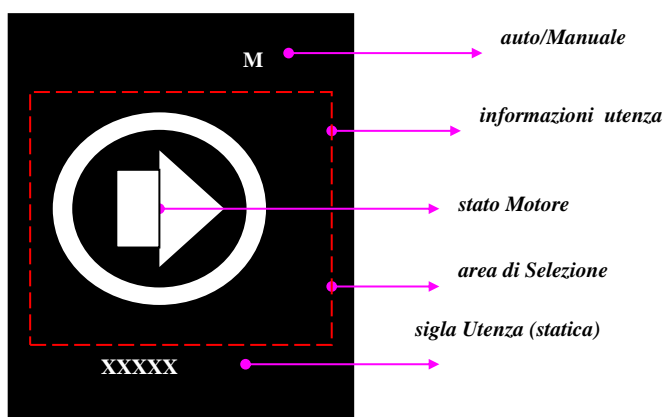 auto/Manuale
M
informazioni utenza
stato Motore
area di Selezione
sigla Utenza (statica)
XXXXX